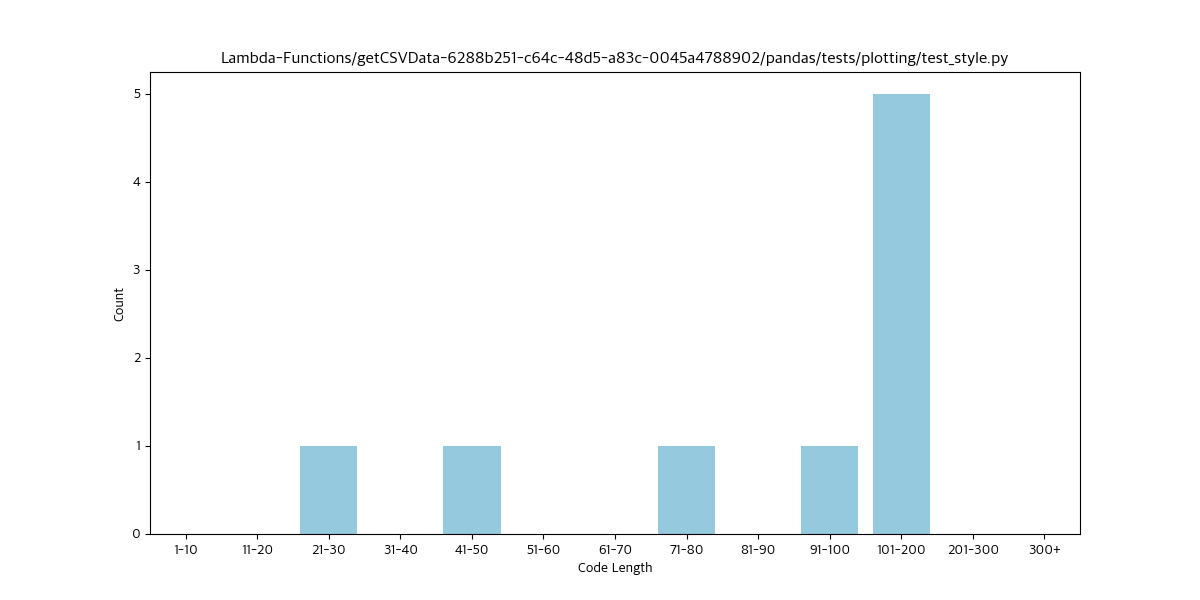 Lambda-Functions/getCSVData-6288b251-c64c-48d5-a83c-0045a4788902/pandas/tests/plotting/test_style.py
5
4
3
2
1
0
Count
1-10 11-20 21-30 31-40 41-50 51-60 61-70 71-80 81-90 91-100 101-200 201-300 300+
Code Length